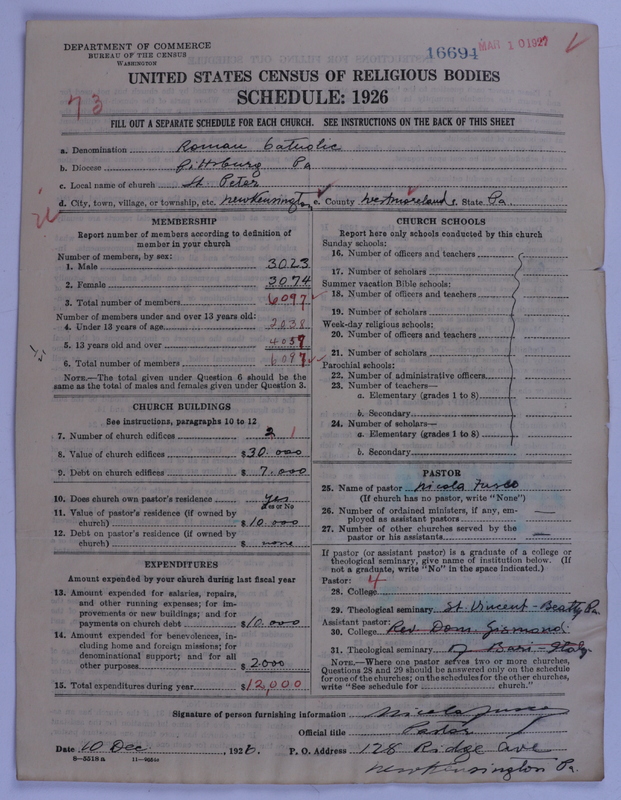 DEPARTMENT OF COMMERCE
BUREAU OF THE CENSUS
WASHINGTON
16694
MAR 10 1927
UNITED STATES CENSUS OF RELIGIOUS BODIES
SCHEDULE: 1926
73
FILL OUT A SEPARATE SCHEDULE FOR EACH CHURCH. SEE INSTRUCTIONS ON THE BACK OF THIS SHEET
a. Denomination Roman Catholic
b. Diocese Pittsburg Pa
c. Local name of church St. Peter
d. City, town, village, or township, etc. New Kensington e. County Westmoreland f. State Pa.
MEMBERSHIP
Report number of members according to definition of
member in your church
Number of members, by sex:
1. Male 3023
2. Female 3074
3. Total number of members 6097
Number of members under and over 13 years old:
4. Under 13 years of age 2038
5. 13 years old and over 4059
6. Total number of members 6097
NOTE.—The total given under Question 6 should be the
same as the total of males and females given under Question 3.
CHURCH BUILDINGS
See instructions, paragraphs 10 to 12
7. Number of church edifices 2 1
8. Value of church edifices $30.000
9. Debt on church edifices $7.000
10. Does church own pastor's residence Yes
Yes or No
11. Value of pastor's residence (if owned by
church) $10.000
12. Debt on pastor's residence (if owned by
church) $ none
EXPENDITURES
Amount expended by your church during last fiscal year
13. Amount expended for salaries, repairs,
and other running expenses; for im-
provements or new buildings; and for
payments on church debt $10.000
14. Amount expended for benevolences, in-
cluding home and foreign missions; for
denominational support; and for all
other purposes $2000
15. Total expenditures during year $12,000
CHURCH SCHOOLS
Report here only schools conducted by this church
Sunday schools:
16. Number of officers and teachers
17. Number of scholars
Summer vacation Bible schools:
18. Number of officers and teachers
19. Number of scholars
Week-day religious schools:
20. Number of officers and teachers
21. Number of scholars
Parochial schools:
22. Number of administrative officers
23. Number of teachers—
a. Elementary (grades 1 to 8)
b. Secondary
24. Number of scholars—
a. Elementary (grades 1 to 8)
b. Secondary
PASTOR
25. Name of pastor Nicola Fusco
(If church has no pastor, write "None")
26. Number of ordained ministers, if any, em-
ployed as assistant pastors —
27. Number of other churches served by the
pastor or his assistants —
If pastor (or assistant pastor) is a graduate of a college or
theological seminary, give name of institution below. (If
not a graduate, write "No" in the space indicated.)
Pastor: 4
28. College
29. Theological seminary St. Vincent - Beatty Pa.
Assistant pastor:
30. College Rev Dom.
31. Theological seminary Bari - Italy
NOTE.—Where one pastor serves two or more churches,
Questions 28 and 29 should be answered only on the schedule
for one of the churches; on the schedules for the other churches,
write "See schedule for church."
Signature of person furnishing information Nicola Fusco
Official title Pastor
Date 10 Dec. 1926. P. O. Address 128 Ridge Ave
8—5518 a
New Kensington Pa.